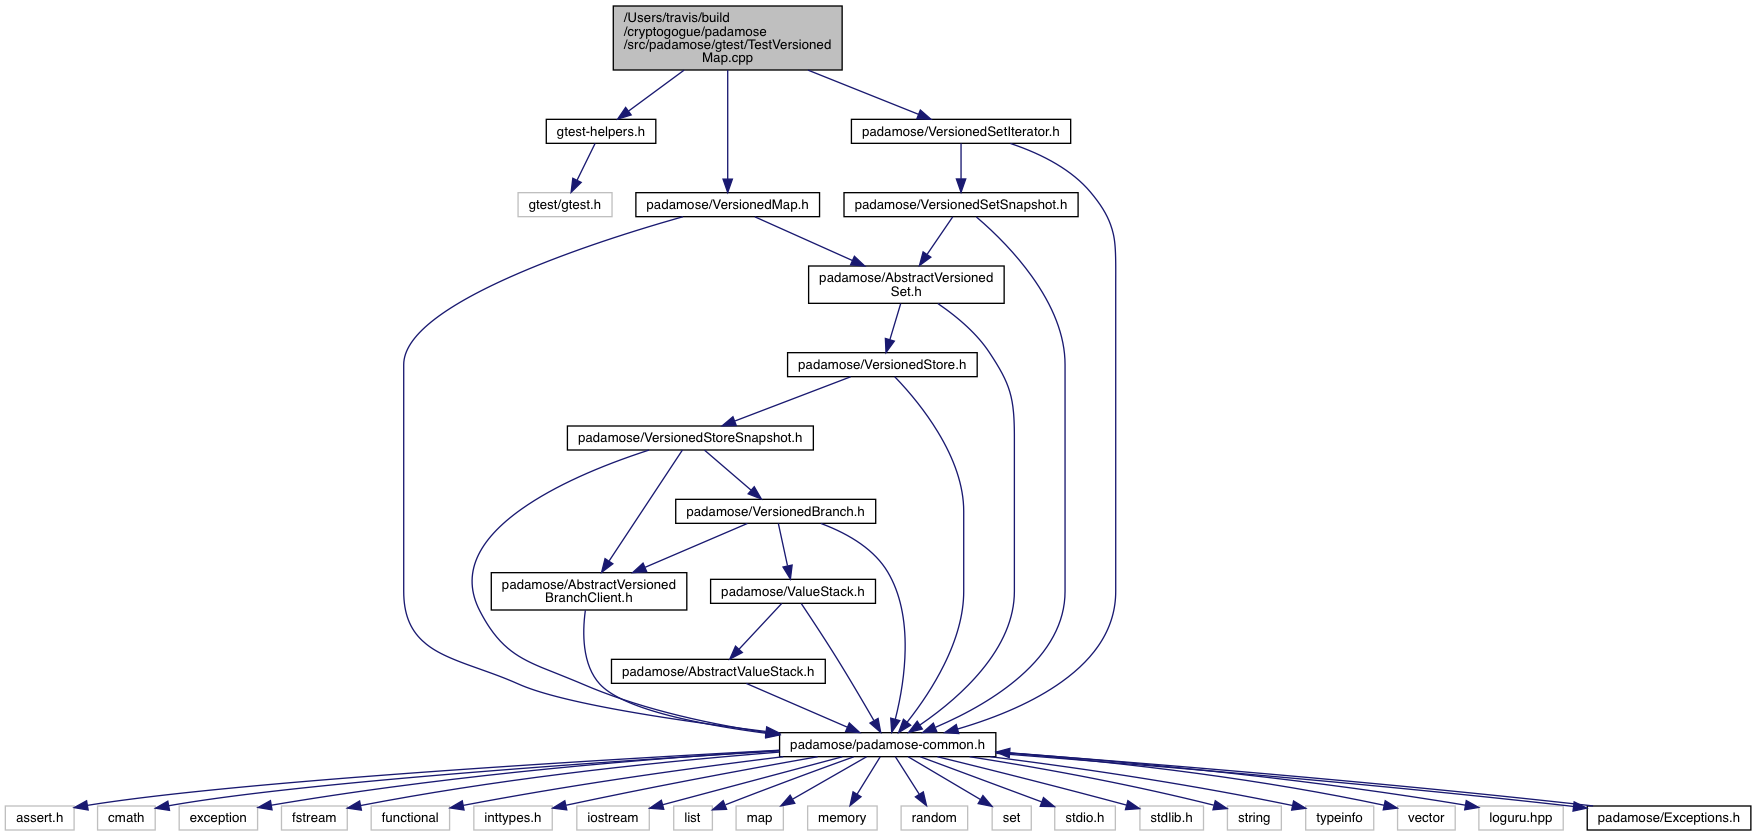 /Users/travis/build
/cryptogogue/padamose
/src/padamose/gtest/TestVersioned
Map.cpp
gtest-helpers.h
padamose/VersionedSetIterator.h
gtest/gtest.h
padamose/VersionedMap.h
padamose/VersionedSetSnapshot.h
padamose/AbstractVersioned
Set.h
padamose/VersionedStore.h
padamose/VersionedStoreSnapshot.h
padamose/VersionedBranch.h
padamose/AbstractVersioned
BranchClient.h
padamose/ValueStack.h
padamose/AbstractValueStack.h
padamose/padamose-common.h
assert.h
cmath
exception
fstream
functional
inttypes.h
iostream
list
map
memory
random
set
stdio.h
stdlib.h
string
typeinfo
vector
loguru.hpp
padamose/Exceptions.h